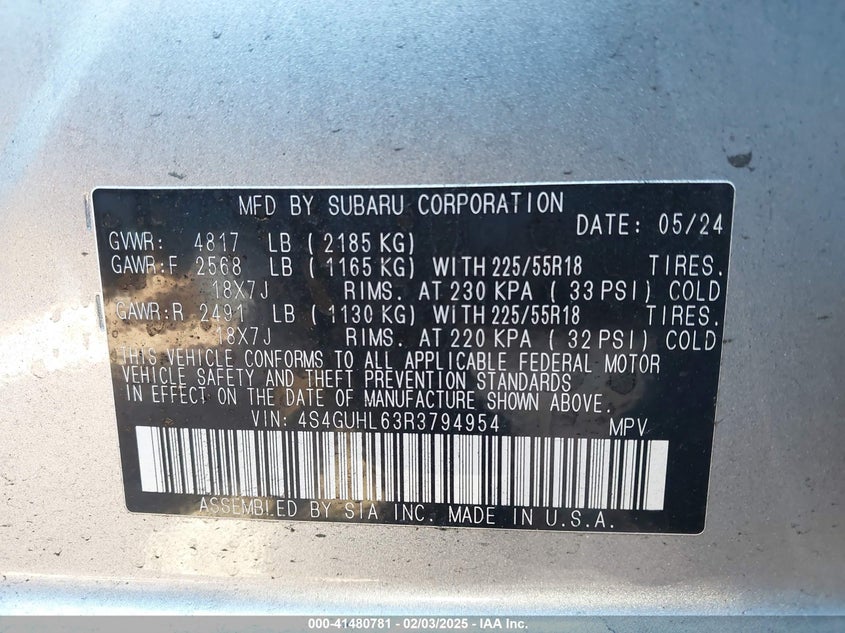 MFD BY SUBARU CORPORATION DATE: 05/24
GVWR: 4817 LB ( 2185 KG)
GAWR:F 2568 LB ( 1165 KG) WITH 225/55R18 TIRES.
18X7J RIMS. AT 230 KPA ( 33 PSI) COLD
GAWR:R 2491 LB ( 1130 KG) WITH 225/55R18 TIRES.
18X7J RIMS. AT 220 KPA ( 32 PSI) COLD
THIS VEHICLE CONFORMS TO ALL APPLICABLE FEDERAL MOTOR
VEHICLE SAFETY AND THEFT PREVENTION STANDARDS
IN EFFECT ON THE DATE OF MANUFACTURE SHOWN ABOVE.
VIN: 4S4GUHL63R3794954 MPV
ASSEMBLED BY SIA INC. MADE IN U.S.A.
000-41480781 - 02/03/2025 - IAA Inc.